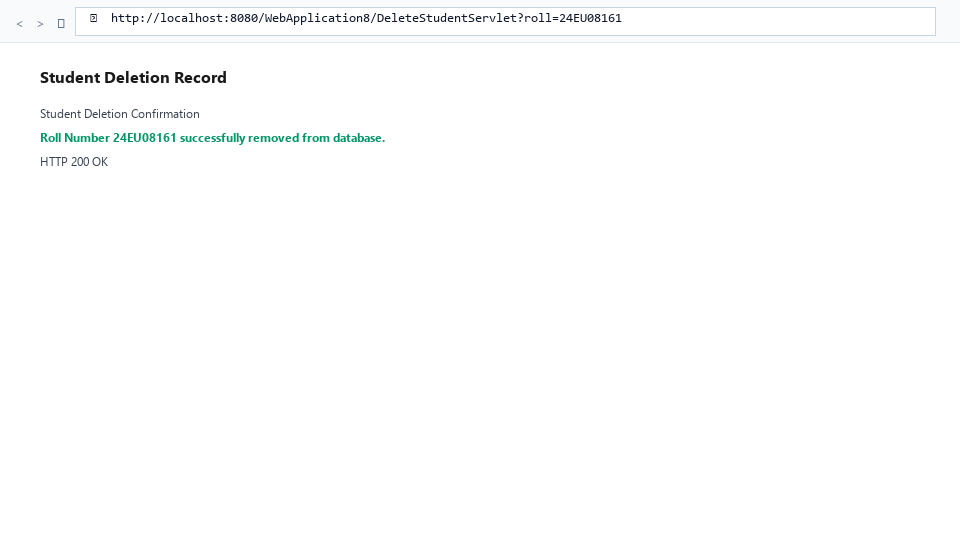 < > http://localhost:8080/WebApplication8/DeleteStudentServlet?roll=24EU08161
Student Deletion Record
Student Deletion Confirmation
Roll Number 24EU08161 successfully removed from database.
HTTP 200 OK